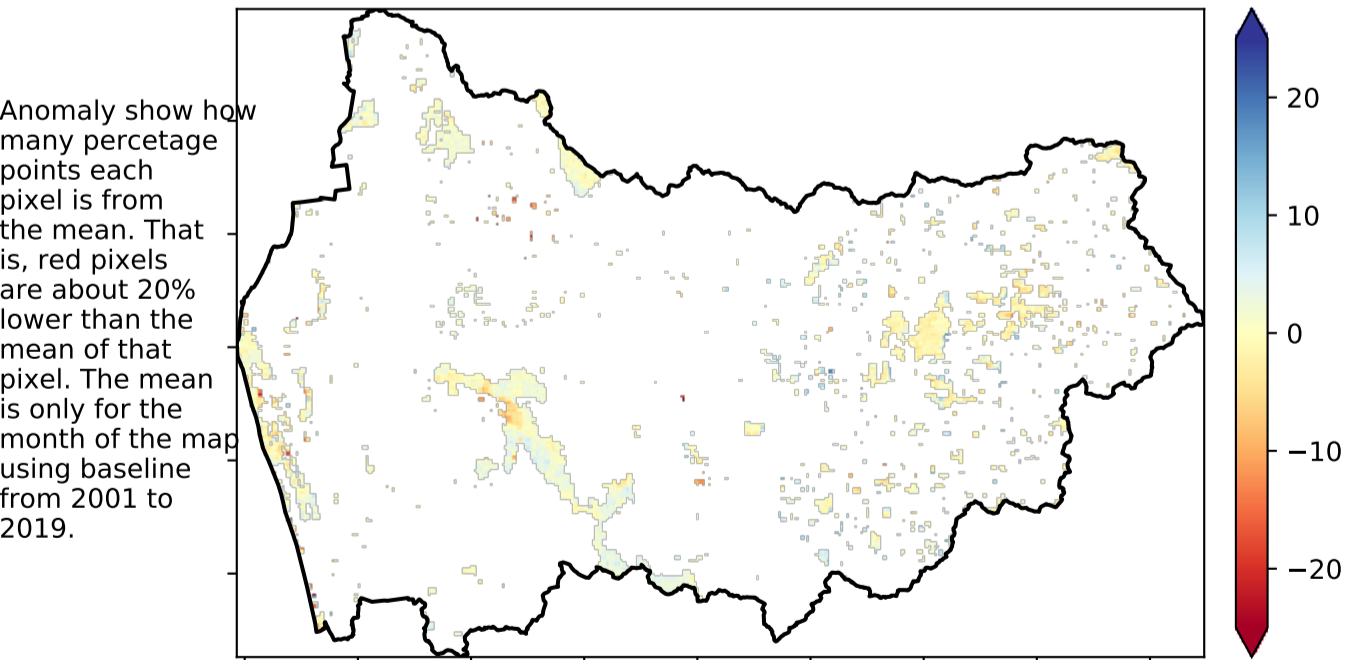 Anomaly show how
many percetage
points each
pixel is from
the mean. That
is, red pixels
are about 20%
lower than the
mean of that
pixel. The mean
is only for the
month of the map
using baseline
from 2001 to
2019.
20
10
0
−10
−20